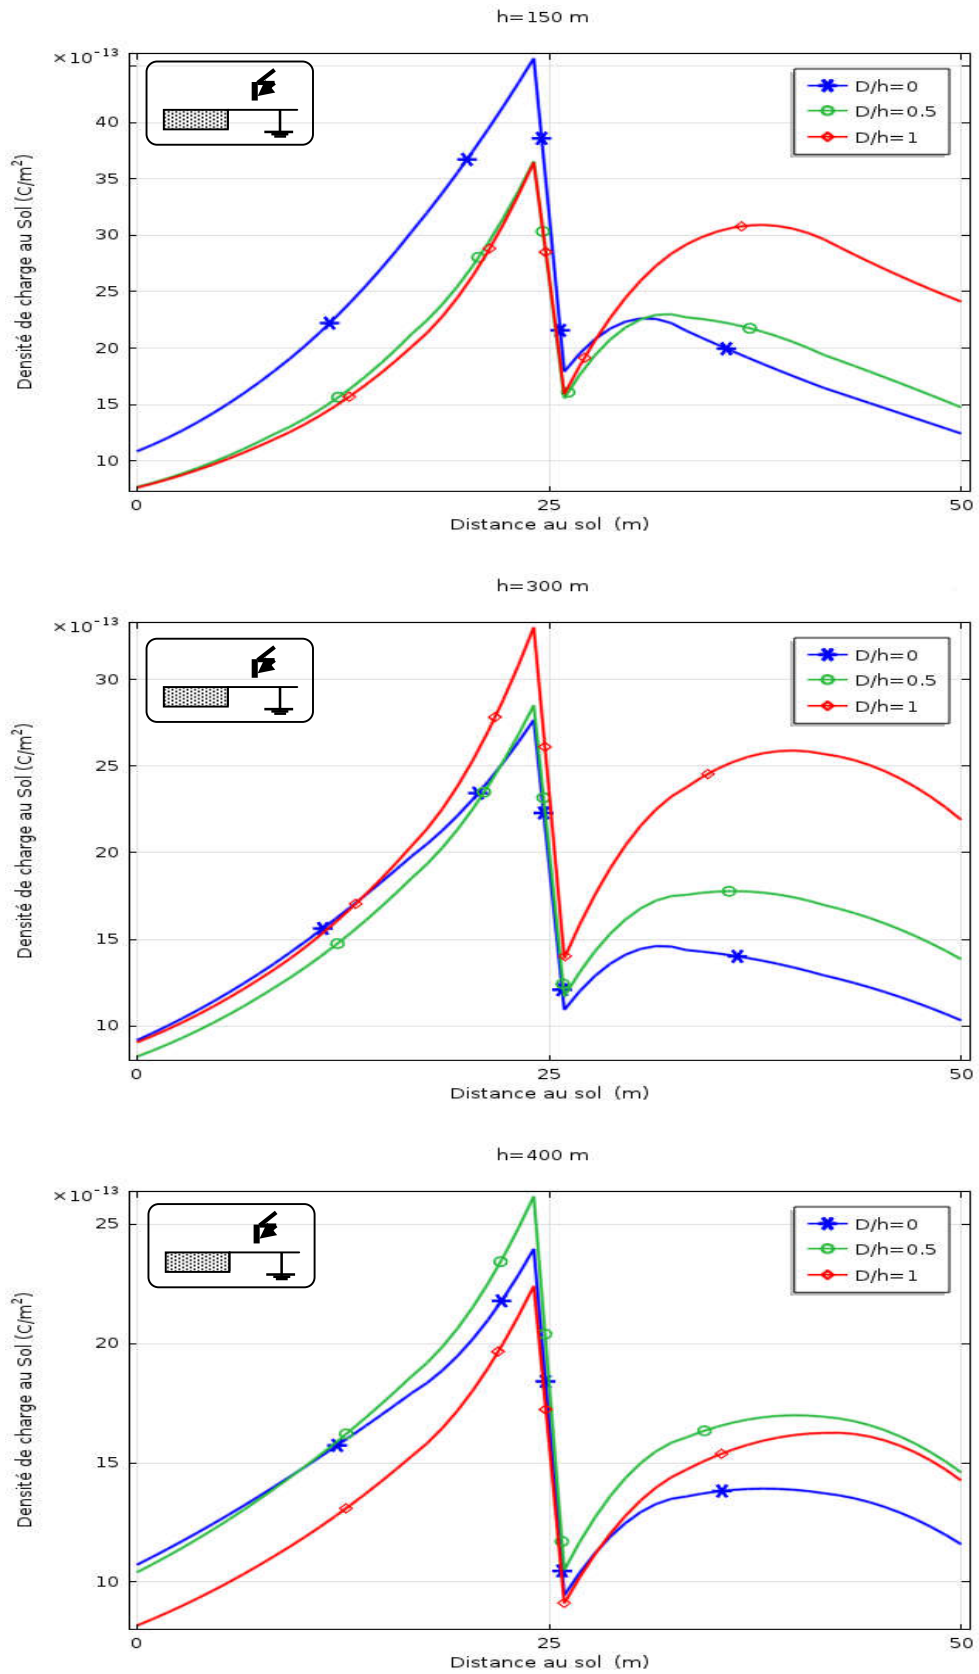 h=150 m
×10⁻¹³
D/h=0
D/h=0.5
D/h=1
40
35
30
25
20
15
10
Densité de charge au Sol (C/m²)
0 25 50
Distance au sol (m)
h=300 m
×10⁻¹³
D/h=0
D/h=0.5
D/h=1
30
25
20
15
10
Densité de charge au Sol (C/m²)
0 25 50
Distance au sol (m)
h=400 m
×10⁻¹³
D/h=0
D/h=0.5
D/h=1
25
20
15
10
Densité de charge au Sol (C/m²)
0 25 50
Distance au sol (m)